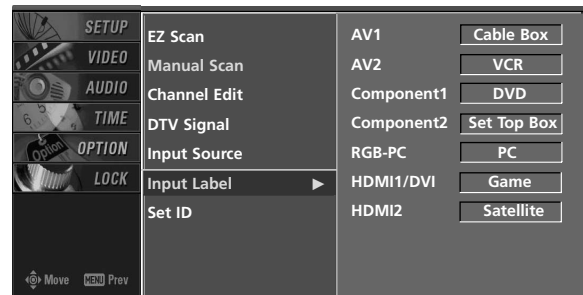 SETUP
VIDEO
AUDIO
TIME
OPTION
LOCK
Move MENU Prev
EZ Scan
Manual Scan
Channel Edit
DTV Signal
Input Source
Input Label ▶
Set ID
AV1 Cable Box
AV2 VCR
Component1 DVD
Component2 Set Top Box
RGB-PC PC
HDMI1/DVI Game
HDMI2 Satellite